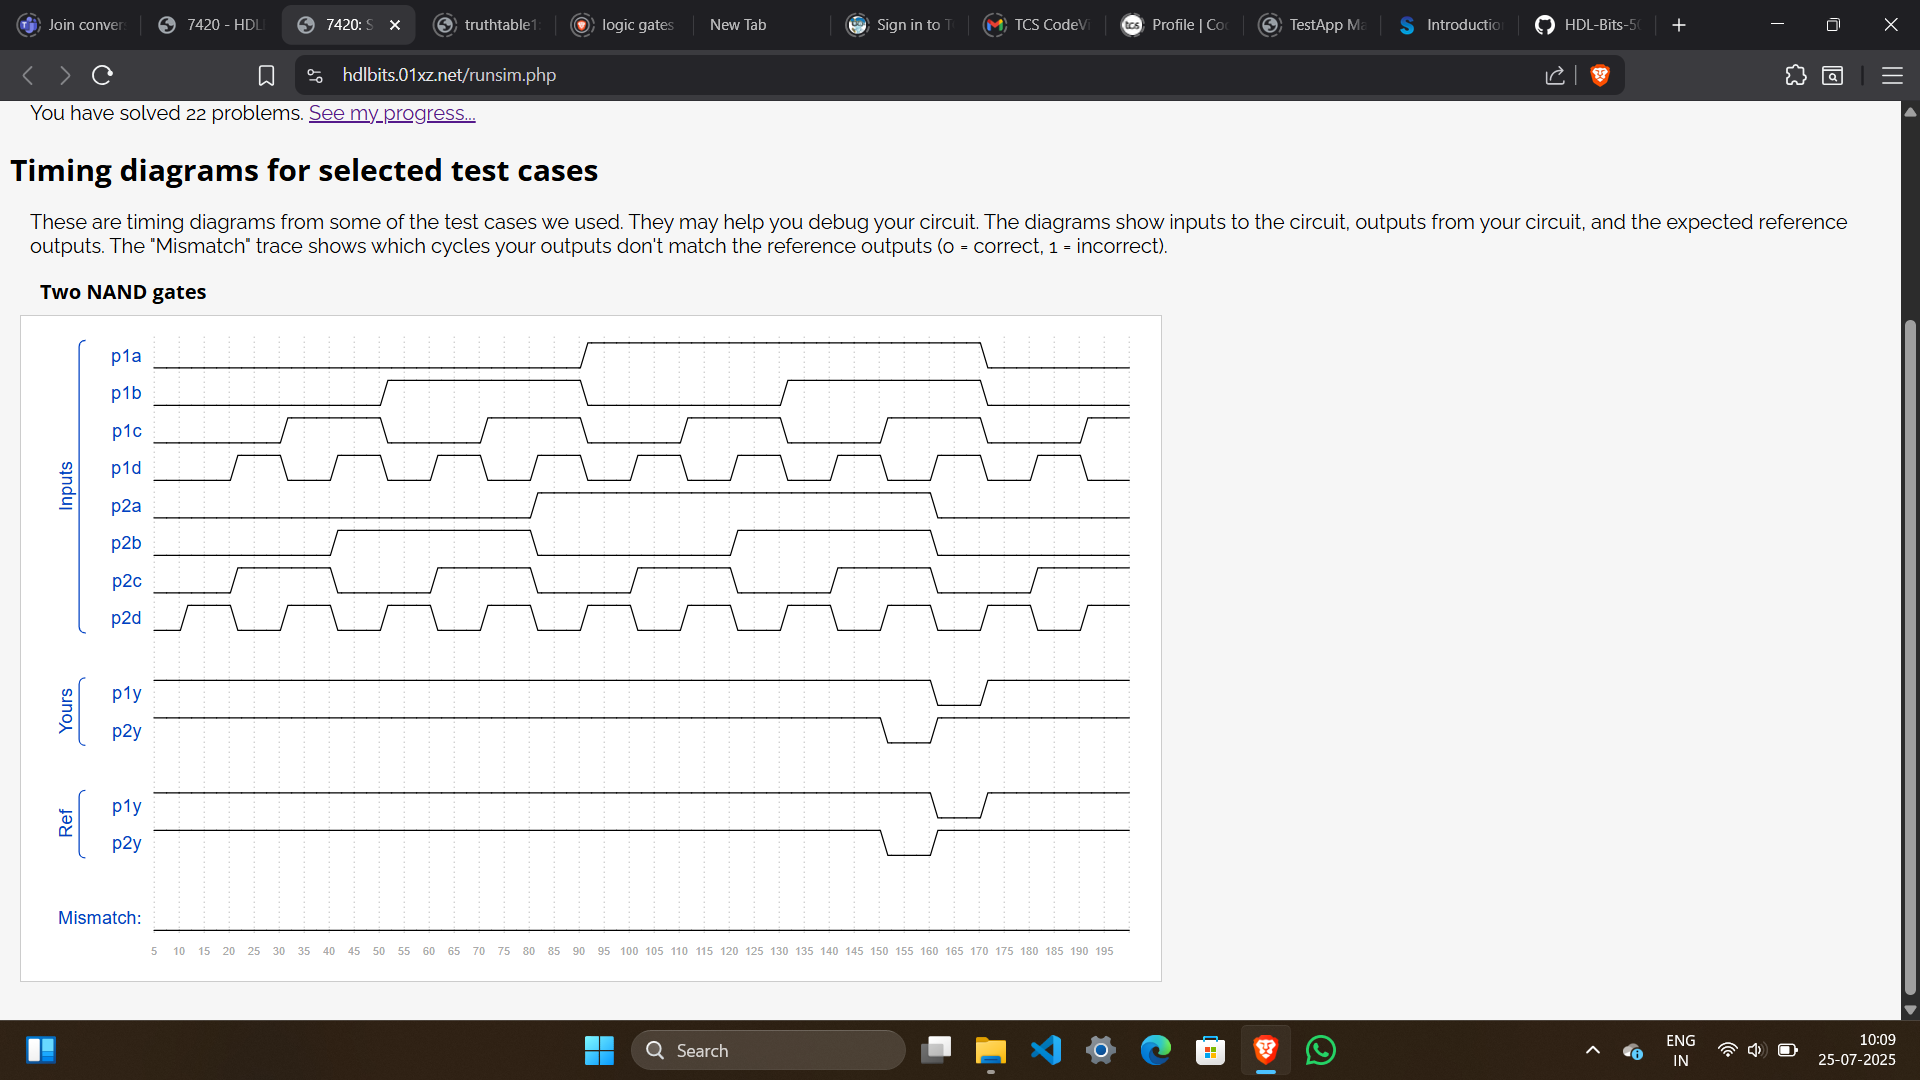 Join conver
7420 - HDL
7420: S
truthtable1
logic gates
New Tab
Sign in to T
TCS CodeVi
Profile | Co
TestApp Ma
Introduction
HDL-Bits-50
hdlbits.01xz.net/runsim.php
You have solved 22 problems. See my progress...
Timing diagrams for selected test cases
These are timing diagrams from some of the test cases we used. They may help you debug your circuit. The diagrams show inputs to the circuit, outputs from your circuit, and the expected reference
outputs. The "Mismatch" trace shows which cycles your outputs don't match the reference outputs (0 = correct, 1 = incorrect).
Two NAND gates
Inputs
p1a
p1b
p1c
p1d
p2a
p2b
p2c
p2d
Yours
p1y
p2y
Ref
p1y
p2y
Mismatch:
5 10 15 20 25 30 35 40 45 50 55 60 65 70 75 80 85 90 95 100 105 110 115 120 125 130 135 140 145 150 155 160 165 170 175 180 185 190 195
Search
ENG
IN
10:09
25-07-2025